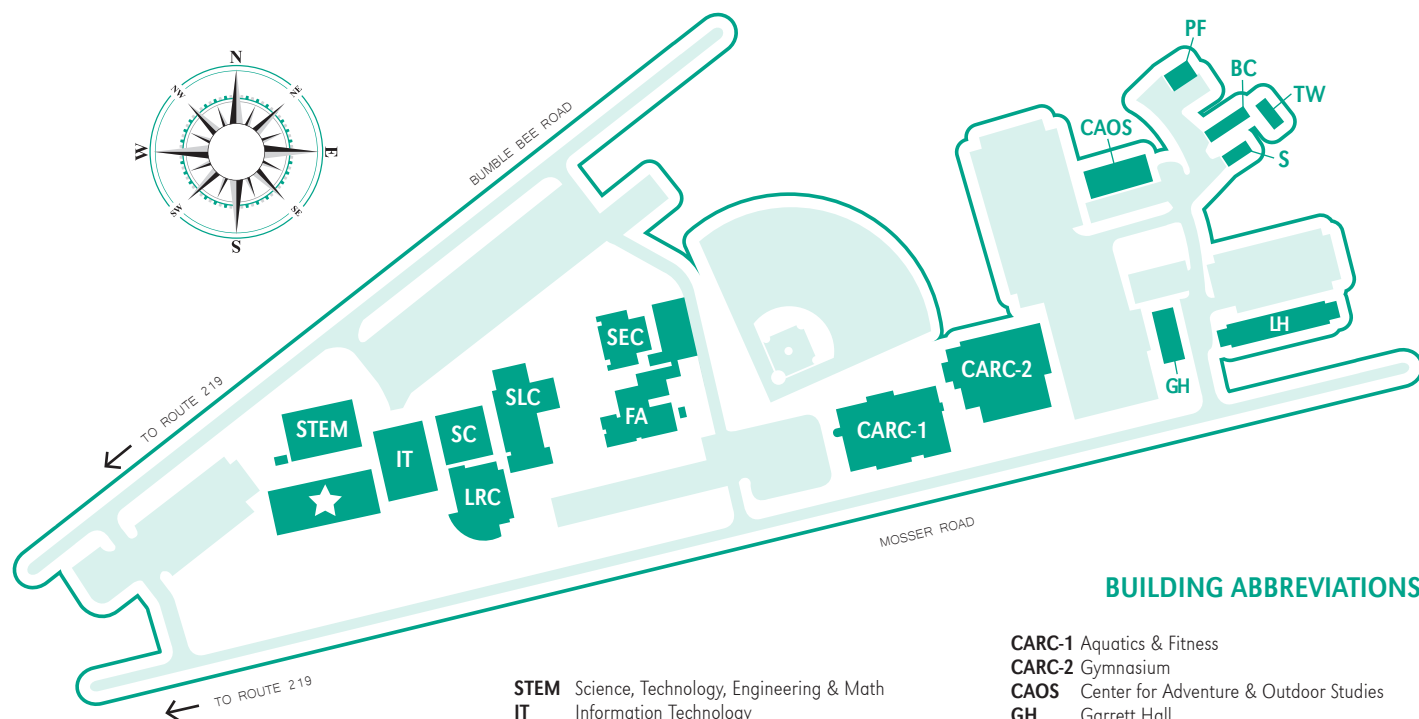 N
NW
NE
W
E
SW
SE
S
BUMBLE BEE ROAD
PF
BC
TW
CAOS
S
TO ROUTE 219
SEC
LH
CARC-2
GH
SLC
STEM
SC
FA
CARC-1
IT
LRC
MOSSER ROAD
TO ROUTE 219
BUILDING ABBREVIATIONS
STEM Science, Technology, Engineering & Math
IT Information Technology
CARC-1 Aquatics & Fitness
CARC-2 Gymnasium
CAOS Center for Adventure & Outdoor Studies
GH Garrett Hall